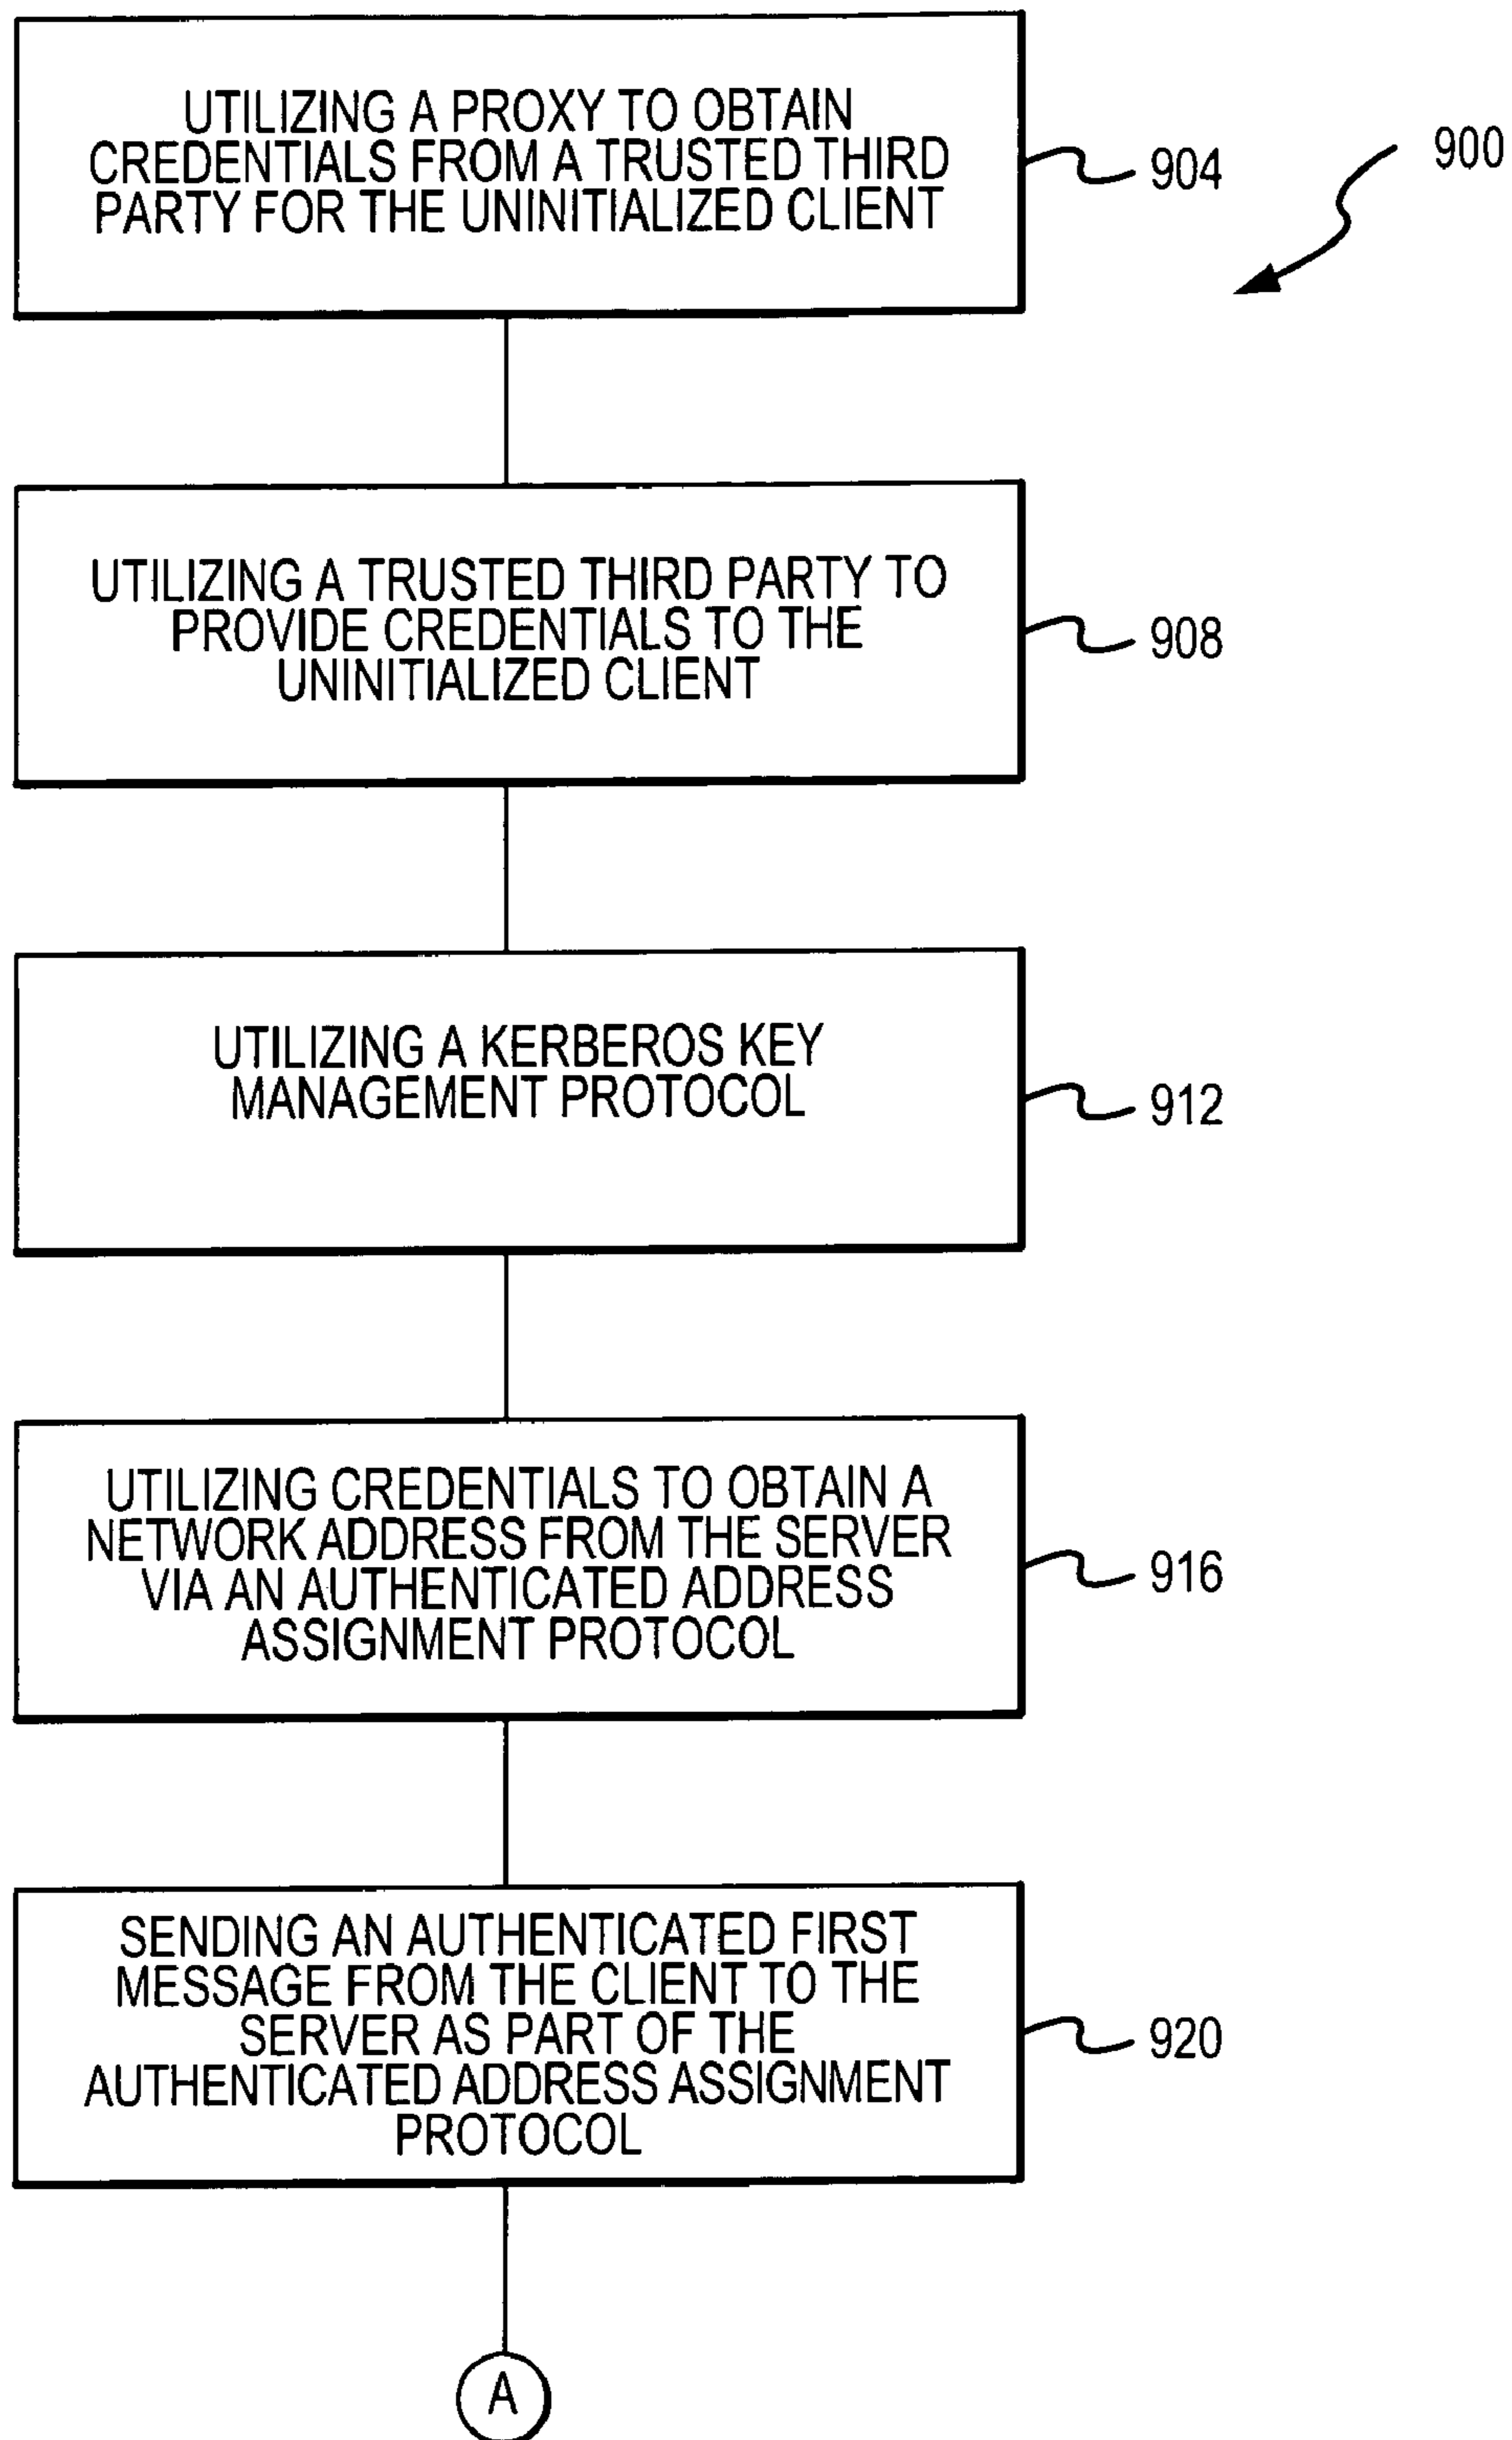 UTILIZING A PROXY TO OBTAIN
CREDENTIALS FROM A TRUSTED THIRD
PARTY FOR THE UNINITIALIZED CLIENT
904
900
UTILIZING A TRUSTED THIRD PARTY TO
PROVIDE CREDENTIALS TO THE
UNINITIALIZED CLIENT
908
UTILIZING A KERBEROS KEY
MANAGEMENT PROTOCOL
912
UTILIZING CREDENTIALS TO OBTAIN A
NETWORK ADDRESS FROM THE SERVER
VIA AN AUTHENTICATED ADDRESS
ASSIGNMENT PROTOCOL
916
SENDING AN AUTHENTICATED FIRST
MESSAGE FROM THE CLIENT TO THE
SERVER AS PART OF THE
AUTHENTICATED ADDRESS ASSIGNMENT
PROTOCOL
920
A